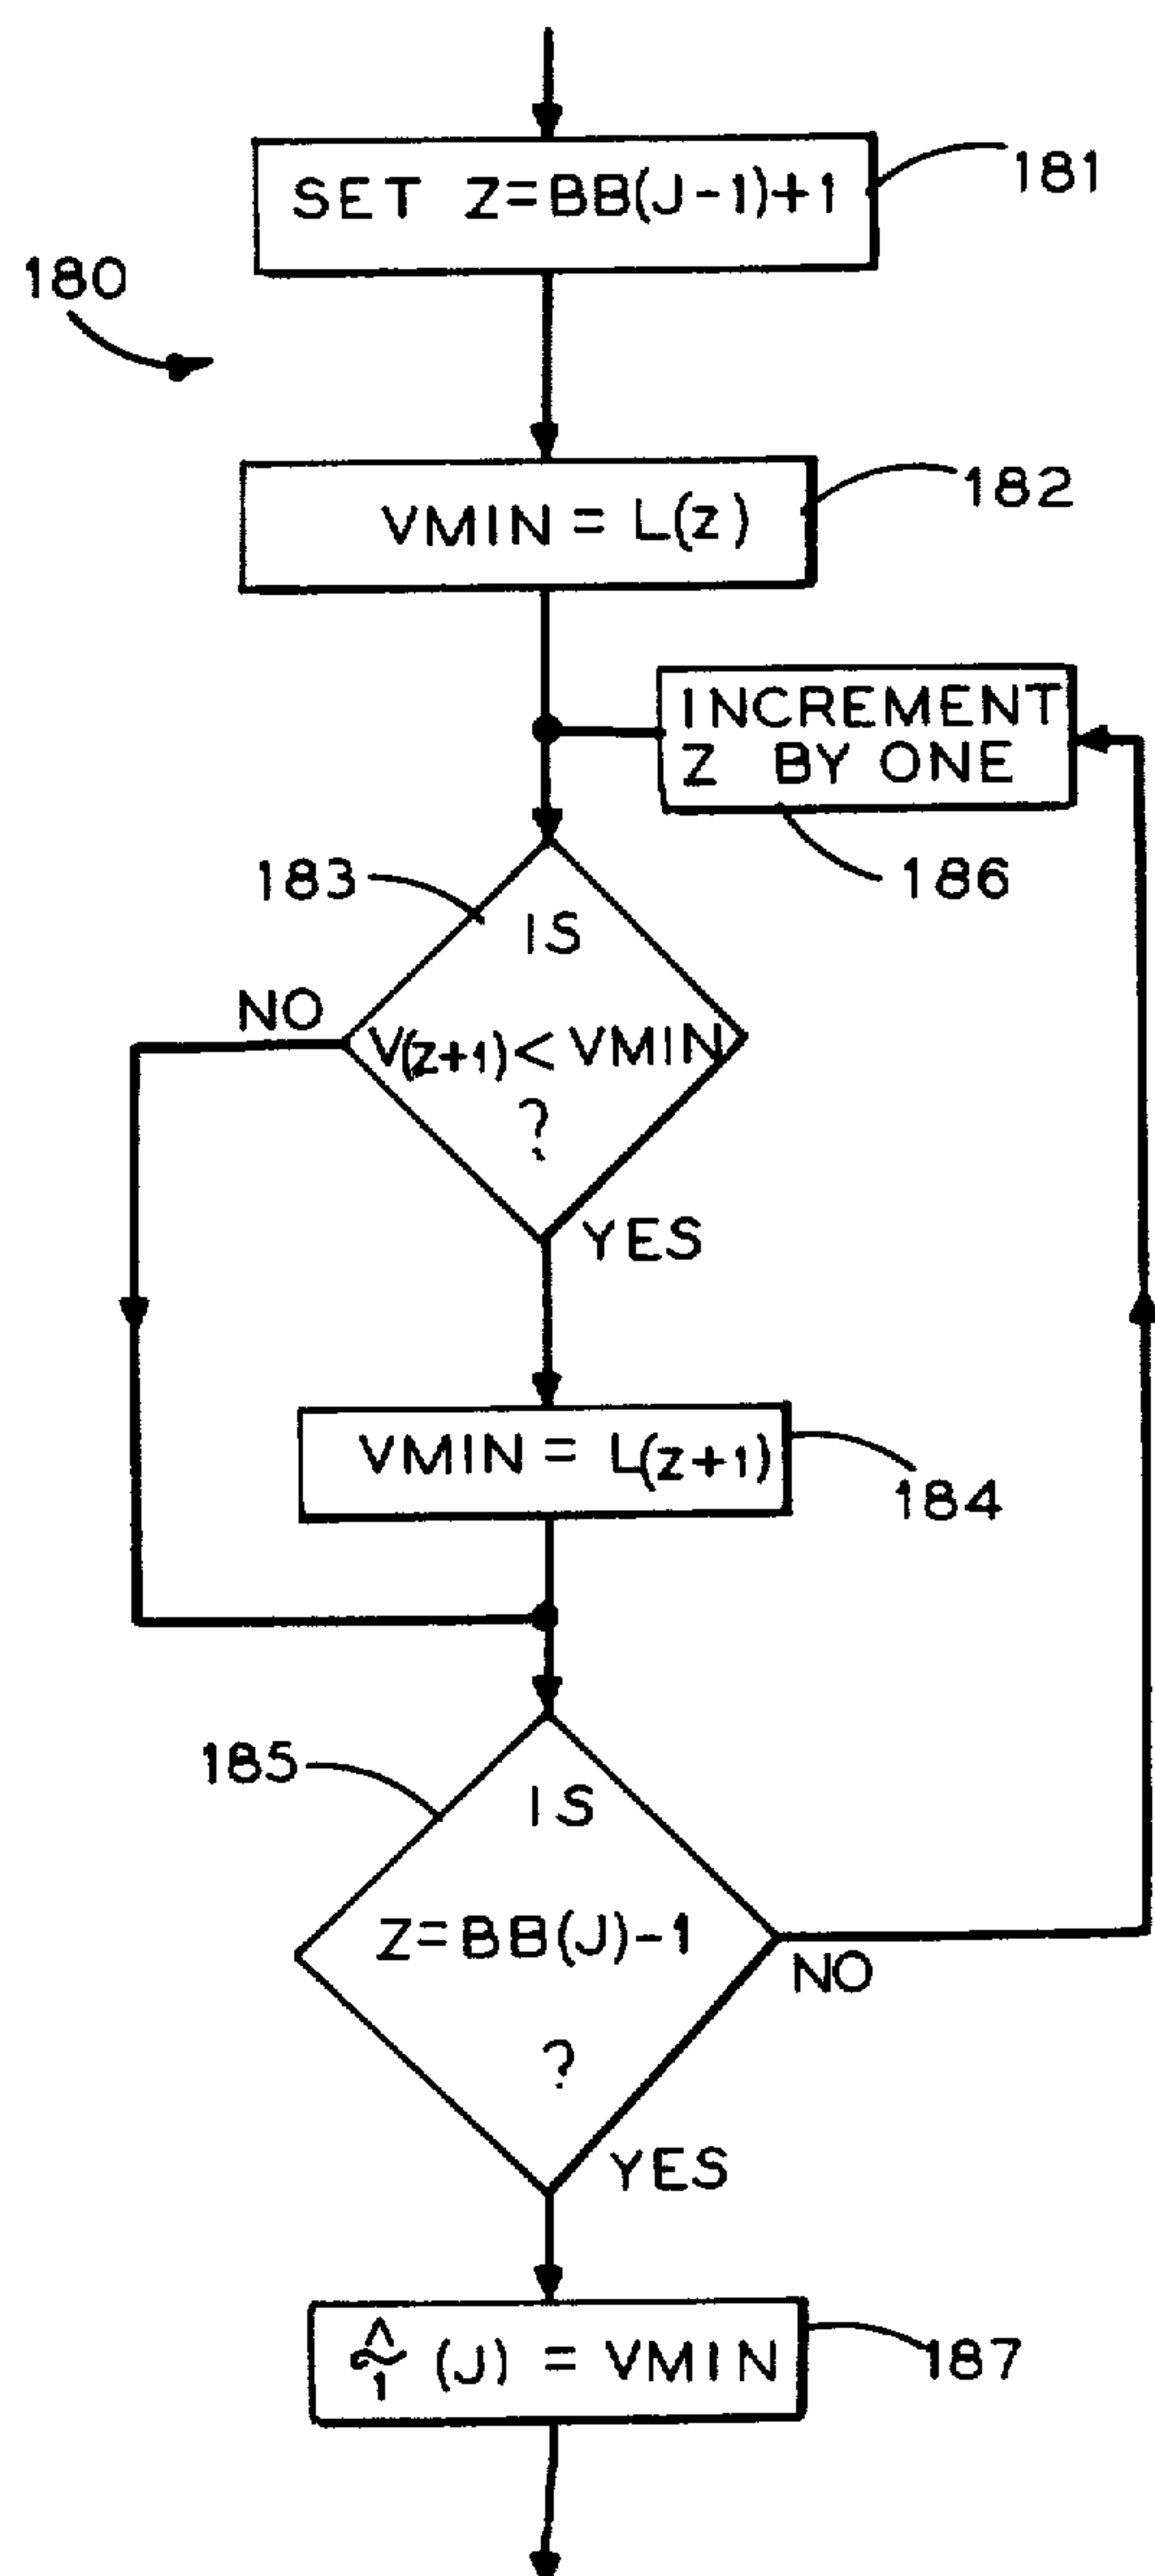 181
SET Z=BB(J-1)+1
180
182
VMIN = L(z)
INCREMENT
Z BY ONE
186
183
IS
NO
V(z+1) < VMIN
?
YES
VMIN = L(z+1)
184
185
IS
Z=BB(J)-1
NO
?
YES
(J) = VMIN
187